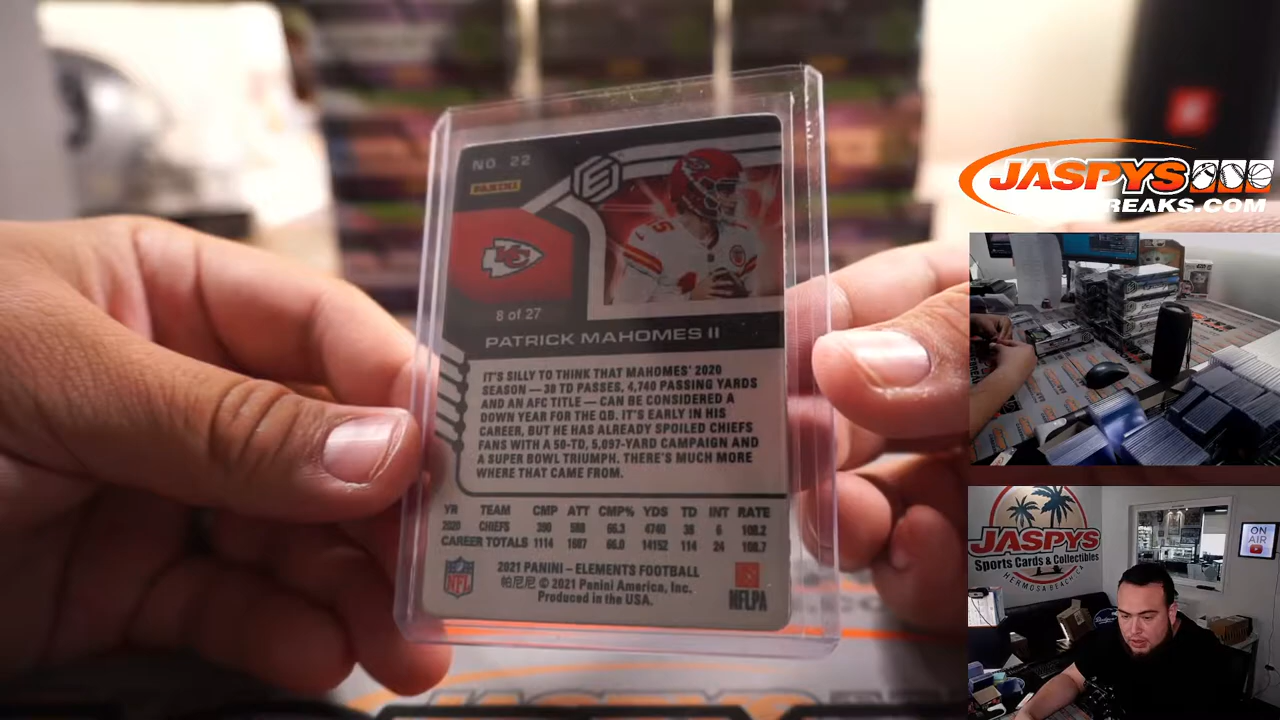 NO 22
PANINI
8 of 27
PATRICK MAHOMES II
IT'S SILLY TO THINK THAT MAHOMES' 2020
SEASON — 38 TD PASSES, 4,740 PASSING YARDS
AND AN AFC TITLE — CAN BE CONSIDERED A
DOWN YEAR FOR THE QB. IT'S EARLY IN HIS
CAREER, BUT HE HAS ALREADY SPOILED CHIEFS
FANS WITH A 50-TD, 5,097-YARD CAMPAIGN AND
A SUPER BOWL TRIUMPH. THERE'S MUCH MORE
WHERE THAT CAME FROM.
YR TEAM CMP ATT CMP% YDS TD INT RATE
2020 CHIEFS 390 588 66.3 4740 38 6 108.2
CAREER TOTALS 1114 1687 66.0 14152 114 24 108.7
NFL
2021 PANINI – ELEMENTS FOOTBALL
帕尼尼 © 2021 Panini America, Inc.
Produced in the USA.
NFLPA
JASPYS
BREAKS.COM
JASPYS
Sports Cards & Collectibles
HERMOSA BEACH, CA
ON
AIR